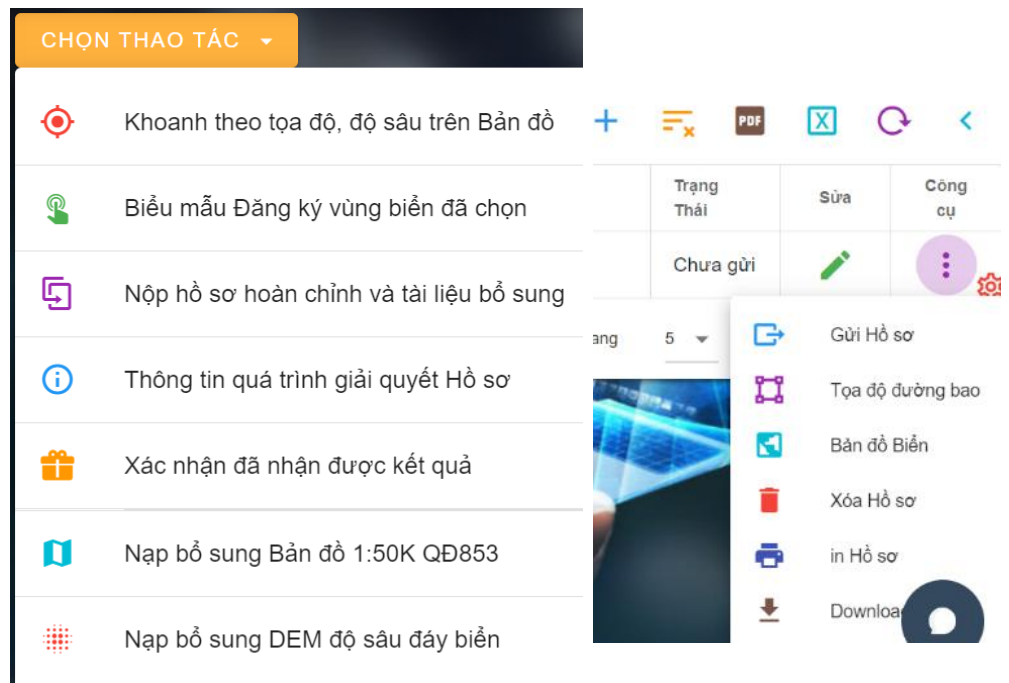 CHỌN THAO TÁC
Khoanh theo tọa độ, độ sâu trên Bản đồ
Biểu mẫu Đăng ký vùng biển đã chọn
Nộp hồ sơ hoàn chỉnh và tài liệu bổ sung
Thông tin quá trình giải quyết Hồ sơ
Xác nhận đã nhận được kết quả
Nạp bổ sung Bản đồ 1:50K QĐ853
Nạp bổ sung DEM độ sâu đáy biển
PDF
X
Trạng
Thái
Sửa
Công
cụ
Chưa gửi
ang
5
Gửi Hồ sơ
Tọa độ đường bao
Bản đồ Biển
Xóa Hồ sơ
in Hồ sơ
Downloa